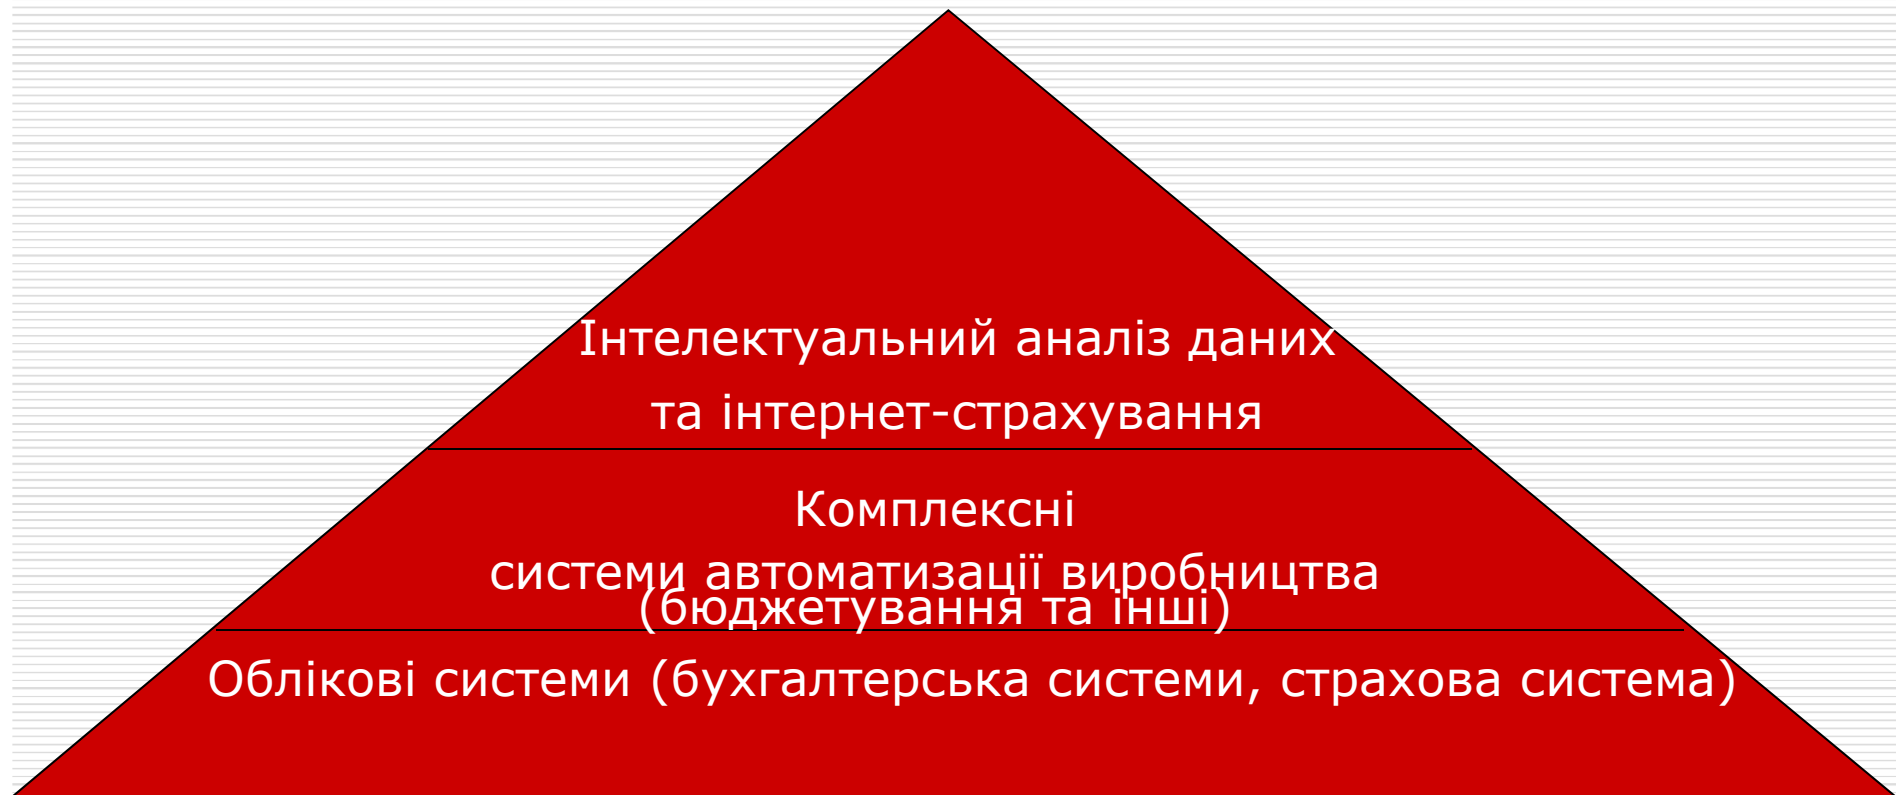 Інтелектуальний аналіз даних
та інтернет-страхування
Комплексні
системи автоматизації виробництва
(бюджетування та інші)
Облікові системи (бухгалтерська системи, страхова система)